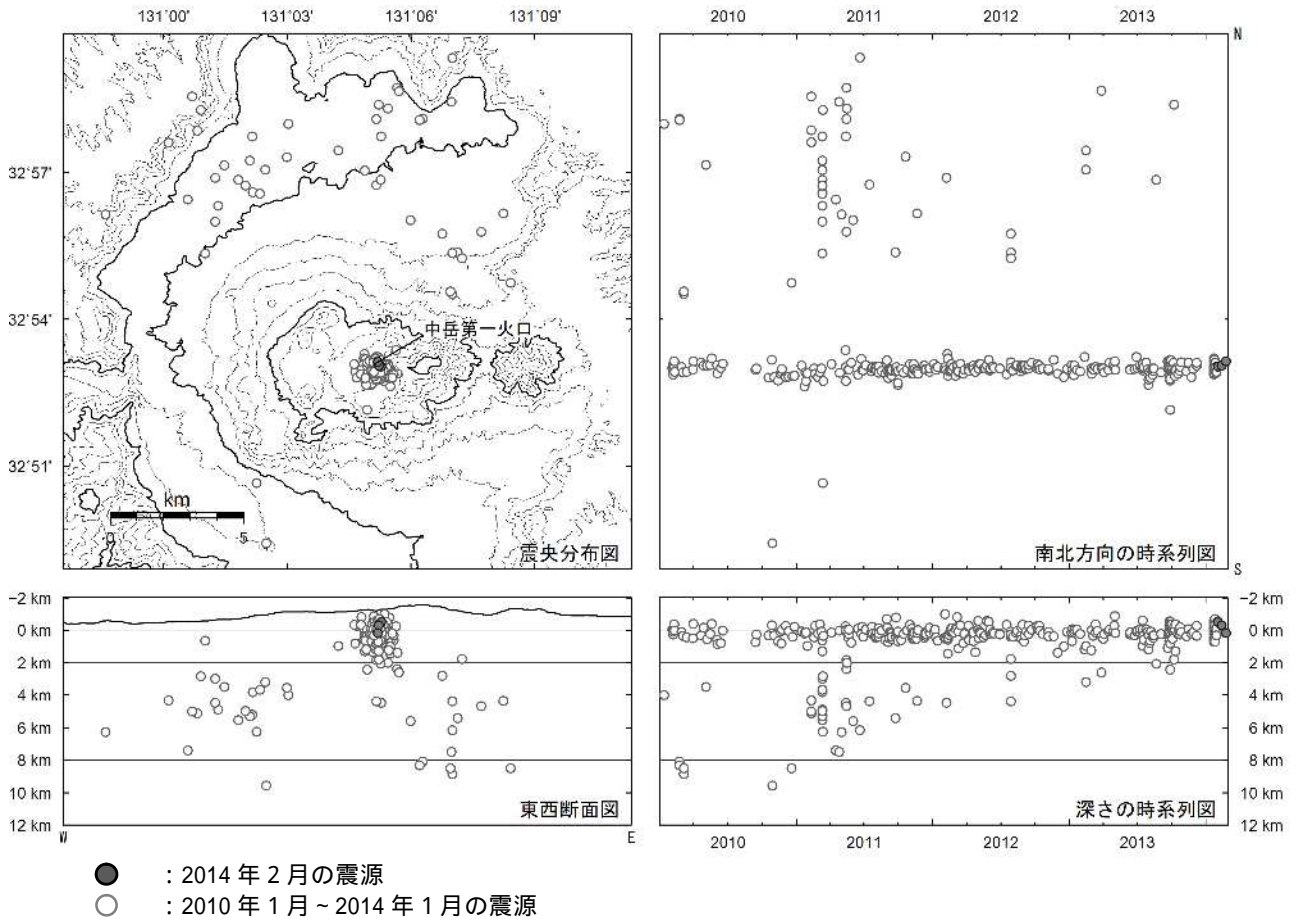 131°00' 131°03' 131°06' 131°09'
2010 2011 2012 2013
N
32°57'
32°54'
中岳第一火口
32°51'
km
0 5
震央分布図
南北方向の時系列図
S
-2 km
0 km
2 km
4 km
6 km
8 km
10 km
12 km
東西断面図
W E
-2 km
0 km
2 km
4 km
6 km
8 km
10 km
12 km
深さの時系列図
2010 2011 2012 2013
：2014 年 2 月の震源
：2010 年 1 月~2014 年 1 月の震源